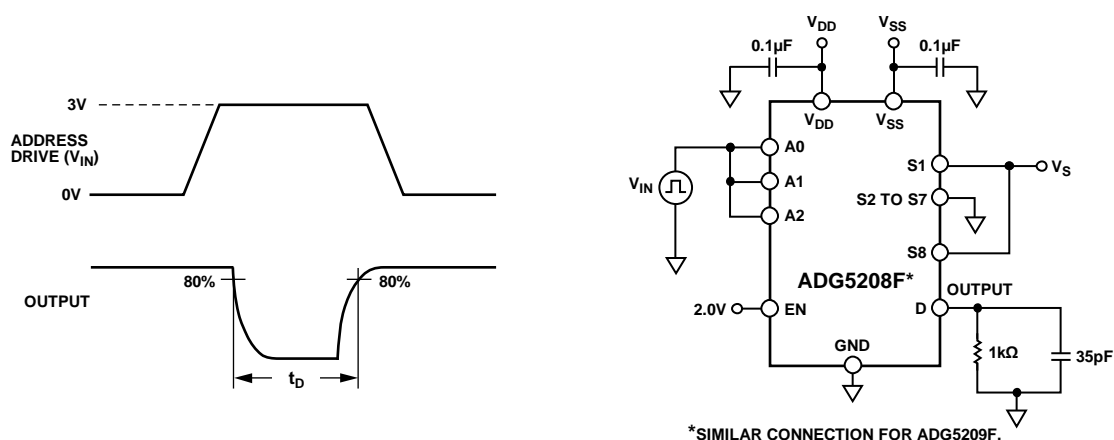 3V
ADDRESS
DRIVE (VIN)
0V
80%
80%
OUTPUT
tD
VDD
VSS
0.1µF
0.1µF
VDD
VSS
A0
A1
A2
VIN
S1
VS
S2 TO S7
S8
ADG5208F*
OUTPUT
2.0V
EN
D
GND
1kΩ
35pF
*SIMILAR CONNECTION FOR ADG5209F.